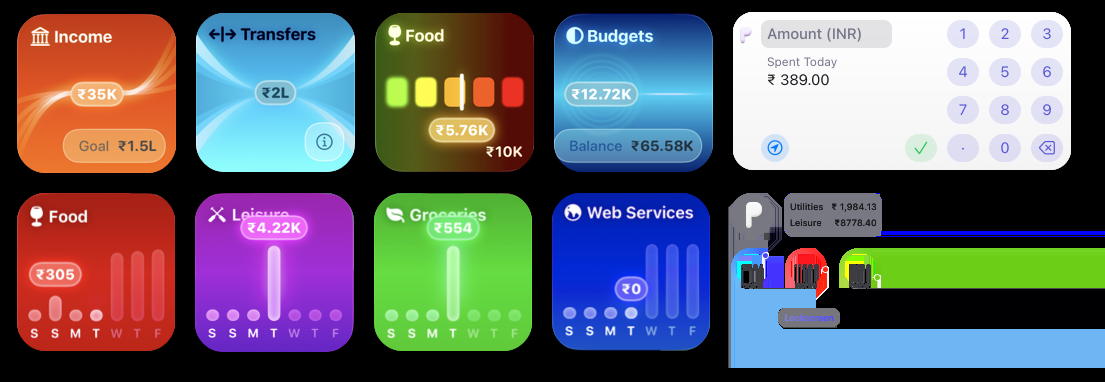 Income
₹35K
Goal ₹1.5L
Transfers
₹2L
Food
₹5.76K
₹10K
Budgets
₹12.72K
Balance ₹65.58K
Amount (INR)
Spent Today
₹ 389.00
1 2 3
4 5 6
7 8 9
· 0
Food
₹305
S S M T W T F
Leisure
₹4.22K
S S M T W T F
Groceries
₹554
S S M T W T F
Web Services
₹0
S S M T W T F
Utilities ₹ 1,984.13
Leisure ₹8778.40